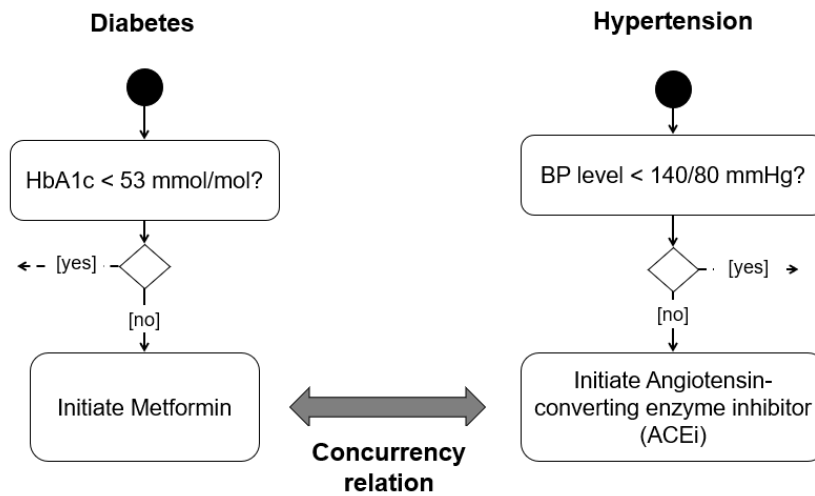 Diabetes
HbA1c < 53 mmol/mol?
[yes]
[no]
Initiate Metformin
Concurrency
relation
Hypertension
BP level < 140/80 mmHg?
[yes]
[no]
Initiate Angiotensin-
converting enzyme inhibitor
(ACEi)